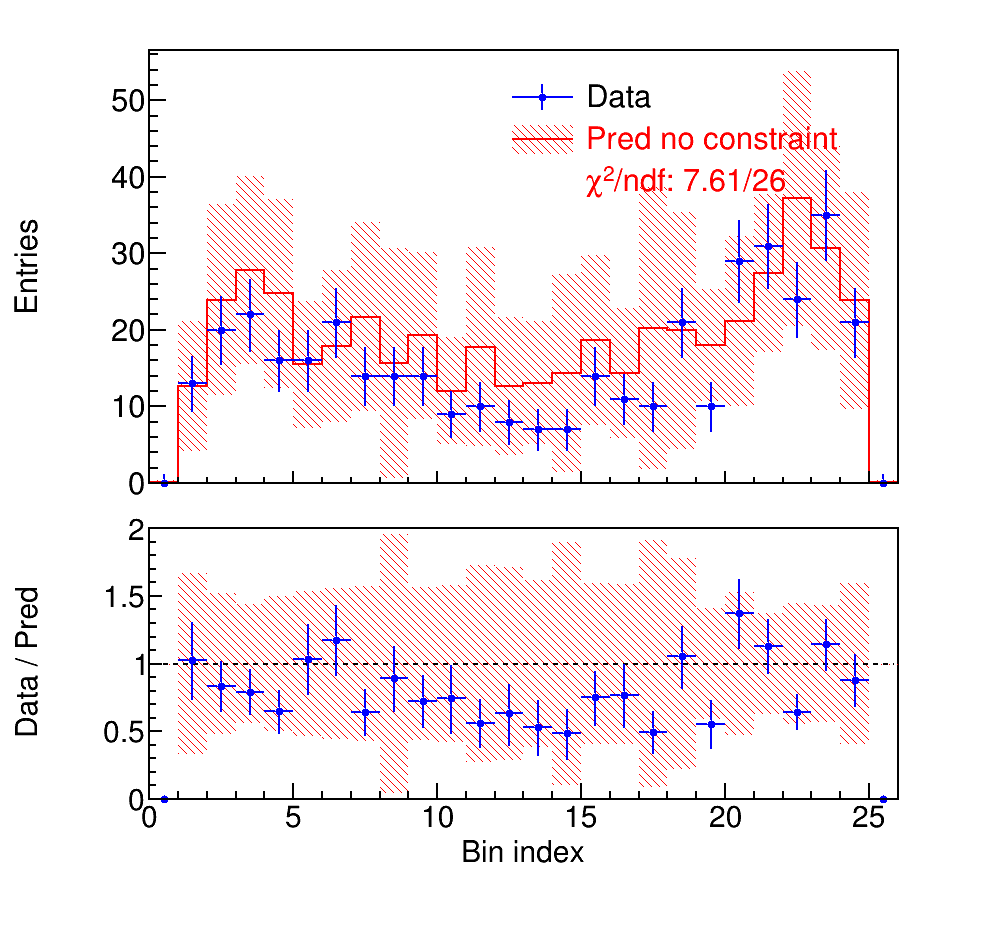 Entries
50
40
30
20
10
0
Data
Pred no constraint
χ²/ndf: 7.61/26
Data / Pred
2
1.5
1
0.5
0
0 5 10 15 20 25
Bin index